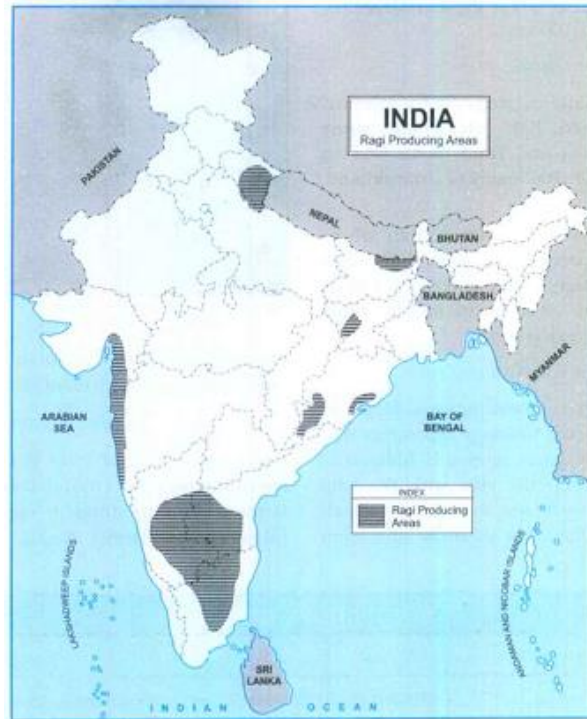 INDIA
Ragi Producing Areas
PAKISTAN
NEPAL
BHUTAN
BANGLADESH
MYANMAR
ARABIAN
SEA
BAY OF
BENGAL
INDEX
Ragi Producing
Areas
LAKSHADWEEP ISLANDS
ANDAMAN AND NICOBAR ISLANDS
SRI
LANKA
INDIAN OCEAN